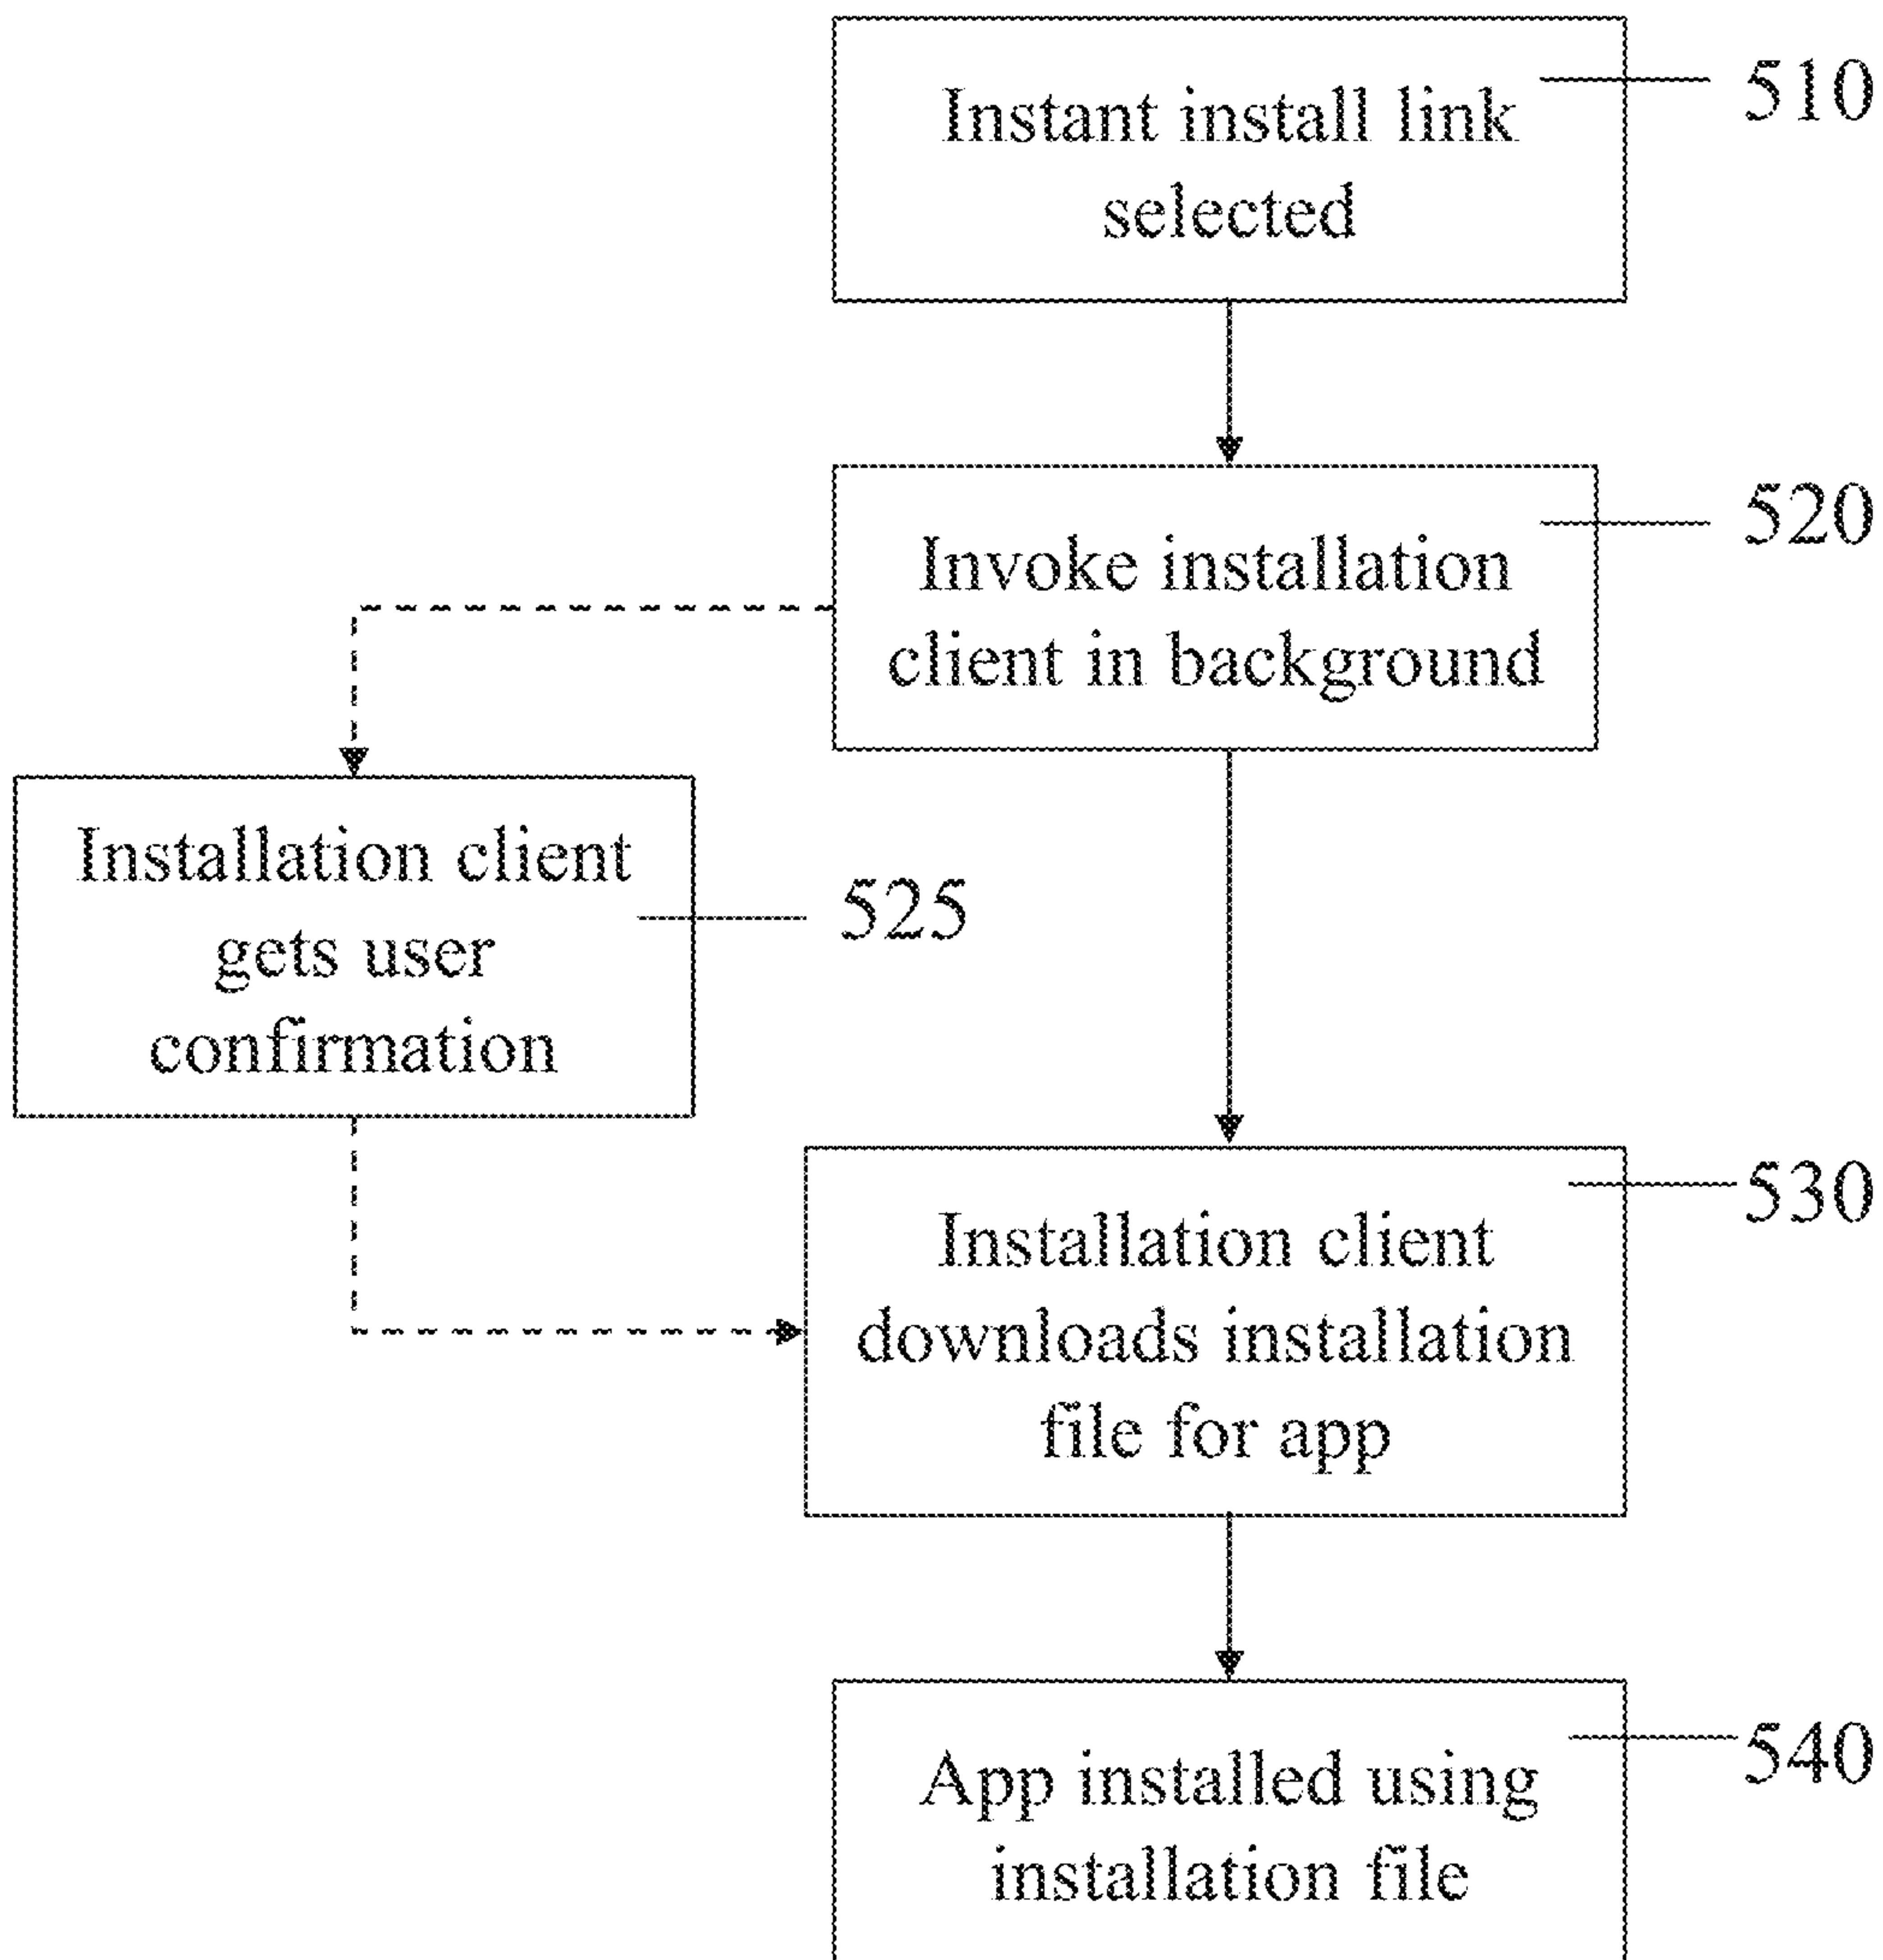 Instant install link
selected
510
Invoke installation
client in background
520
Installation client
gets user
confirmation
525
Installation client
downloads installation
file for app
530
App installed using
installation file
540